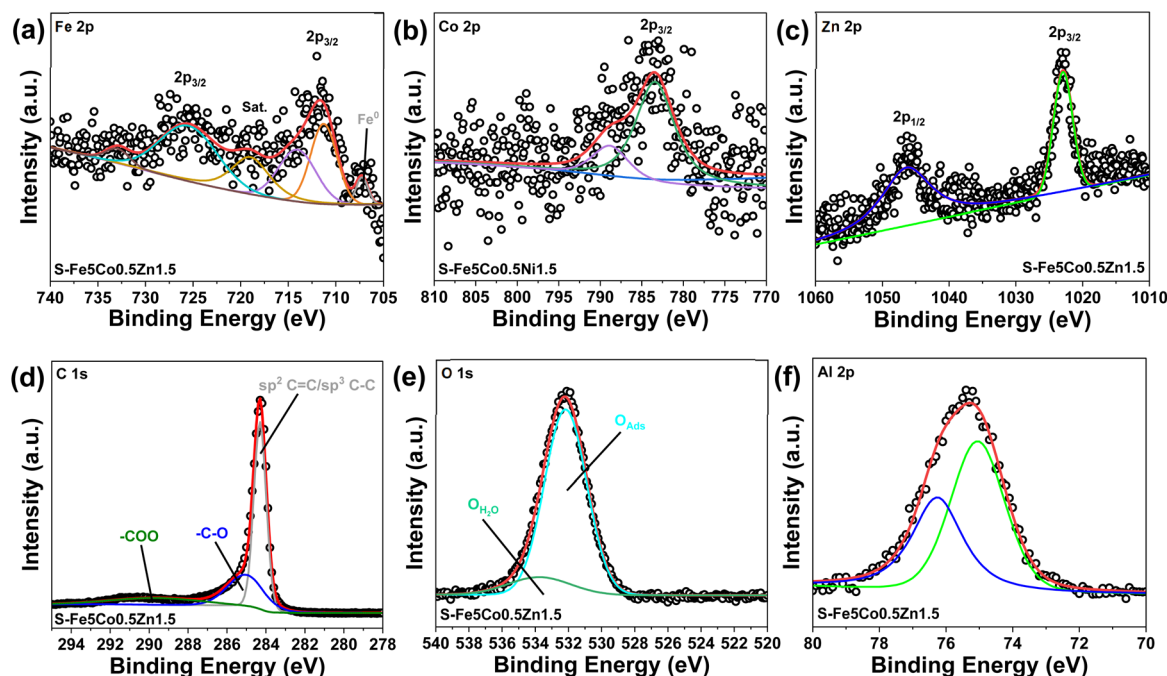 (a) Fe 2p
2p3/2
2p3/2
Sat.
Fe0
Intensity (a.u.)
S-Fe5Co0.5Zn1.5
740 735 730 725 720 715 710 705
Binding Energy (eV)
(b) Co 2p
2p3/2
Intensity (a.u.)
S-Fe5Co0.5Ni1.5
810 805 800 795 790 785 780 775 770
Binding Energy (eV)
(c) Zn 2p
2p3/2
2p1/2
Intensity (a.u.)
S-Fe5Co0.5Zn1.5
1060 1050 1040 1030 1020 1010
Binding Energy (eV)
(d) C 1s
sp2 C=C/sp3 C-C
-COO
-C-O
Intensity (a.u.)
S-Fe5Co0.5Zn1.5
294 292 290 288 286 284 282 280 278
Binding Energy (eV)
(e) O 1s
OAds
OH2O
Intensity (a.u.)
S-Fe5Co0.5Zn1.5
540 538 536 534 532 530 528 526 524 522 520
Binding Energy (eV)
(f) Al 2p
Intensity (a.u.)
S-Fe5Co0.5Zn1.5
80 78 76 74 72 70
Binding Energy (eV)